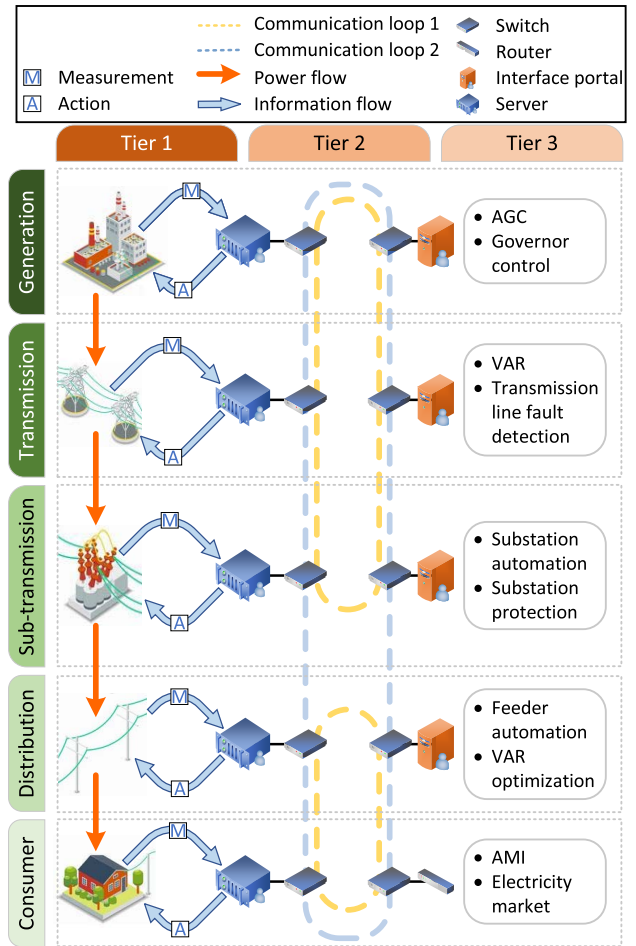 Communication loop 1
Switch
Communication loop 2
Router
M Measurement
Power flow
Interface portal
A Action
Information flow
Server
Tier 1
Tier 2
Tier 3
Generation
M
A
• AGC
• Governor
control
Transmission
M
A
• VAR
• Transmission
line fault
detection
Sub-transmission
M
A
• Substation
automation
• Substation
protection
Distribution
M
A
• Feeder
automation
• VAR
optimization
Consumer
M
A
• AMI
• Electricity
market